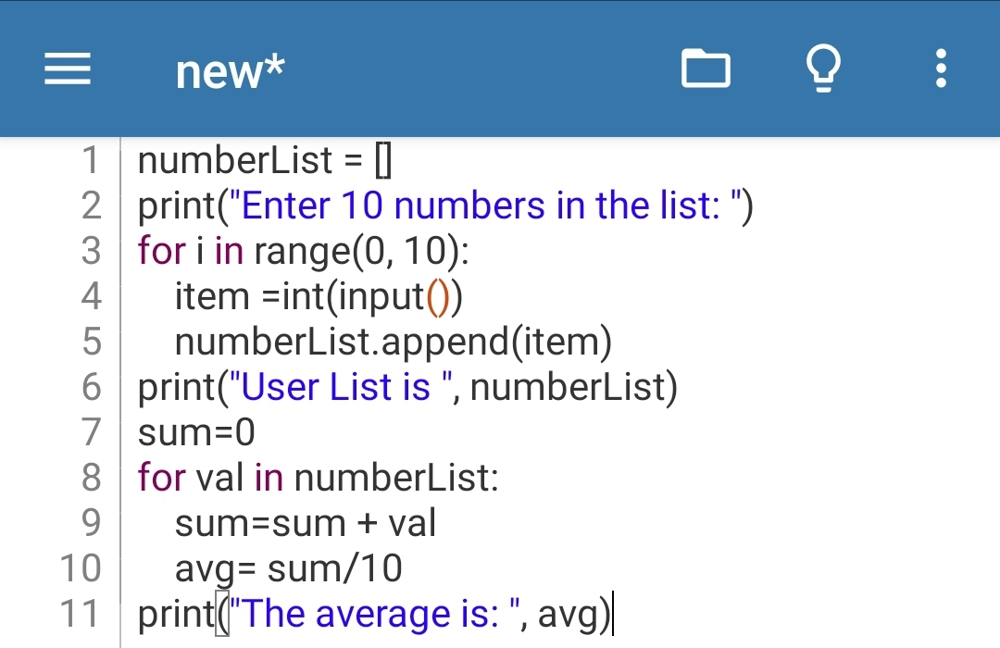 new*
1 numberList = []
2 print("Enter 10 numbers in the list: ")
3 for i in range(0, 10):
4     item =int(input())
5     numberList.append(item)
6 print("User List is ", numberList)
7 sum=0
8 for val in numberList:
9     sum=sum + val
10     avg= sum/10
11 print("The average is: ", avg)